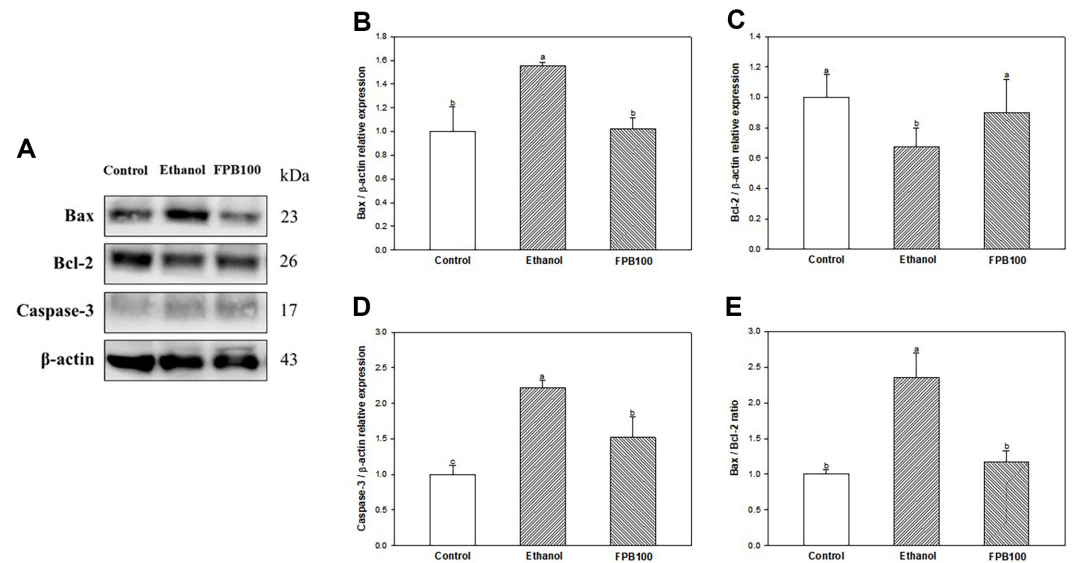 A
Control Ethanol FPB100 kDa
Bax 23
Bcl-2 26
Caspase-3 17
β-actin 43
B
Bax / β-actin relative expression
1.8
1.6
1.4
1.2
1.0
0.8
0.6
0.4
0.2
0.0
b a b
Control Ethanol FPB100
C
Bcl-2 / β-actin relative expression
1.4
1.2
1.0
0.8
0.6
0.4
0.2
0.0
a b a
Control Ethanol FPB100
D
Caspase-3 / β-actin relative expression
3.0
2.5
2.0
1.5
1.0
0.5
0.0
c a b
Control Ethanol FPB100
E
Bax / Bcl-2 ratio
3.0
2.5
2.0
1.5
1.0
0.5
0.0
b a b
Control Ethanol FPB100